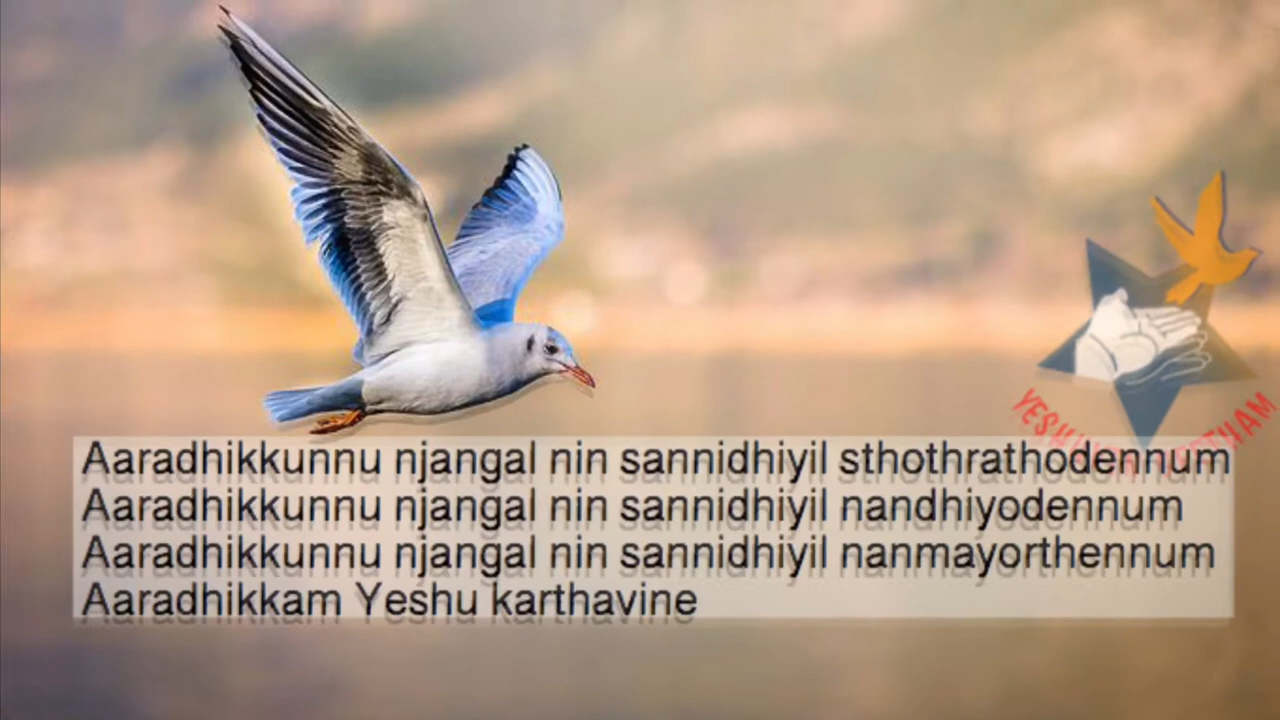 Aaradhikkunnu njangal nin sannidhiyil sthothrathodennum
Aaradhikkunnu njangal nin sannidhiyil nandhiyodennum
Aaradhikkunnu njangal nin sannidhiyil nanmayorthennum
Aaradhikkam Yeshu karthavine